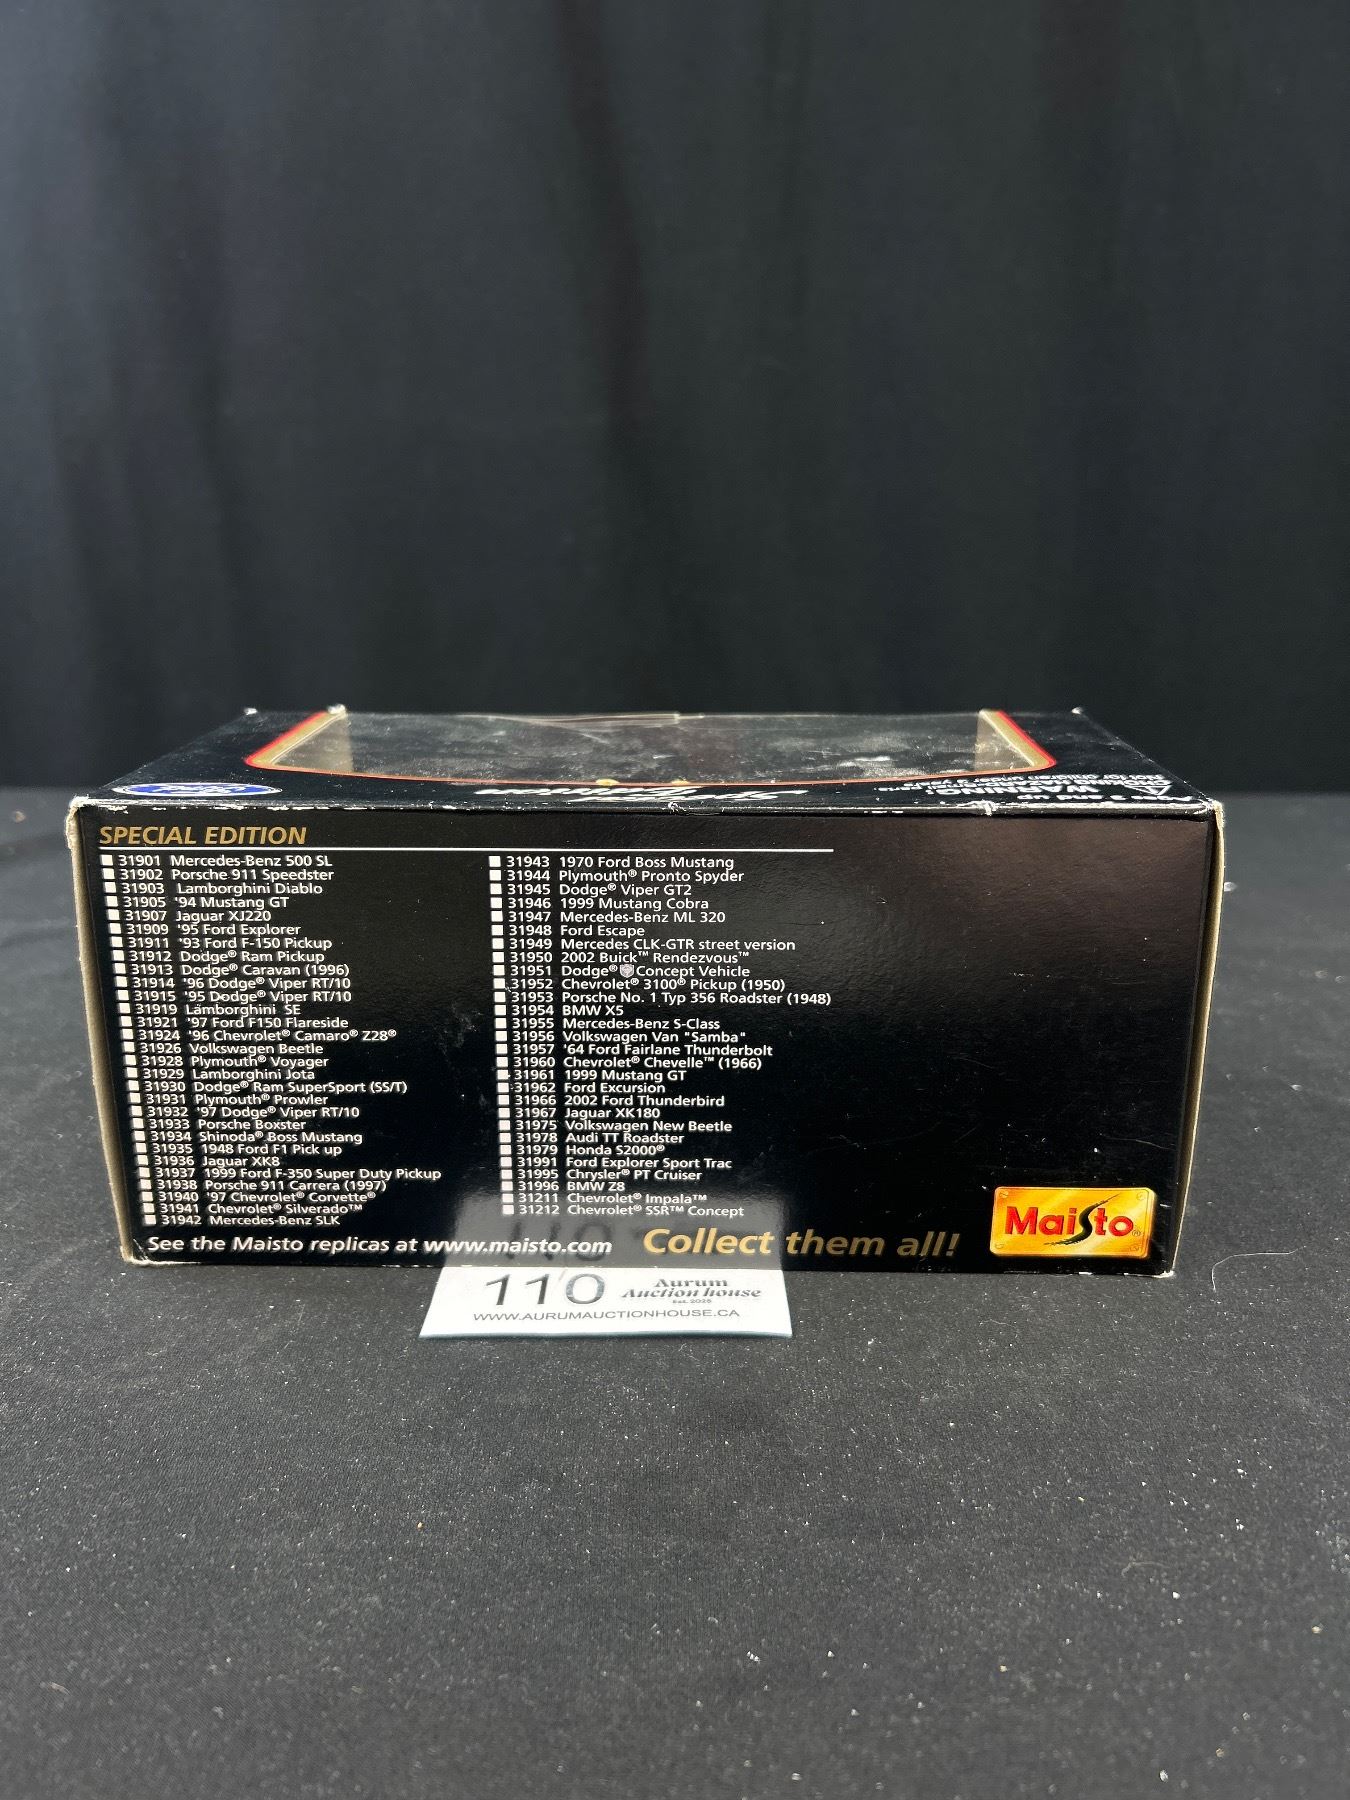 SPECIAL EDITION
31901 Mercedes-Benz 500 SL
31902 Porsche 911 Speedster
31903 Lamborghini Diablo
31905 '94 Mustang GT
31907 Jaguar XJ220
31909 '95 Ford Explorer
31911 '93 Ford F-150 Pickup
31912 Dodge® Ram Pickup
31913 Dodge® Caravan (1996)
31914 '96 Dodge® Viper RT/10
31915 '95 Dodge® Viper RT/10
31919 Lamborghini SE
31921 '97 Ford F150 Flareside
31924 '96 Chevrolet® Camaro® Z28®
31926 Volkswagen Beetle
31928 Plymouth® Voyager
31929 Lamborghini Jota
31930 Dodge® Ram SuperSport (SS/T)
31931 Plymouth® Prowler
31932 '97 Dodge® Viper RT/10
31933 Porsche Boxster
31934 Shinoda® Boss Mustang
31935 1948 Ford F1 Pick up
31936 Jaguar XK8
31937 1999 Ford F-350 Super Duty Pickup
31938 Porsche 911 Carrera (1997)
31940 '97 Chevrolet® Corvette®
31941 Chevrolet® Silverado™
31942 Mercedes-Benz SLK
31943 1970 Ford Boss Mustang
31944 Plymouth® Pronto Spyder
31945 Dodge® Viper GT2
31946 1999 Mustang Cobra
31947 Mercedes-Benz ML 320
31948 Ford Escape
31949 Mercedes CLK-GTR street version
31950 2002 Buick™ Rendezvous™
31951 Dodge® Concept Vehicle
31952 Chevrolet® 3100® Pickup (1950)
31953 Porsche No. 1 Typ 356 Roadster (1948)
31954 BMW X5
31955 Mercedes-Benz S-Class
31956 Volkswagen Van "Samba"
31957 '64 Ford Fairlane Thunderbolt
31960 Chevrolet® Chevelle™ (1966)
31961 1999 Mustang GT
31962 Ford Excursion
31966 2002 Ford Thunderbird
31967 Jaguar XK180
31975 Volkswagen New Beetle
31978 Audi TT Roadster
31979 Honda S2000®
31991 Ford Explorer Sport Trac
31995 Chrysler® PT Cruiser
31996 BMW Z8
31211 Chevrolet® Impala™
31212 Chevrolet® SSR™ Concept
See the Maisto replicas at www.maisto.com Collect them all!
Maisto®
110 Aurum
Auction house
Est. 2025
WWW.AURUMAUCTIONHOUSE.CA